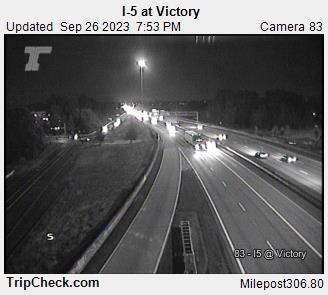 I-5 at Victory
Updated Sep 26 2023 7:53 PM Camera 83
T
S
83 - I5 @ Victory
TripCheck.com Milepost306.80